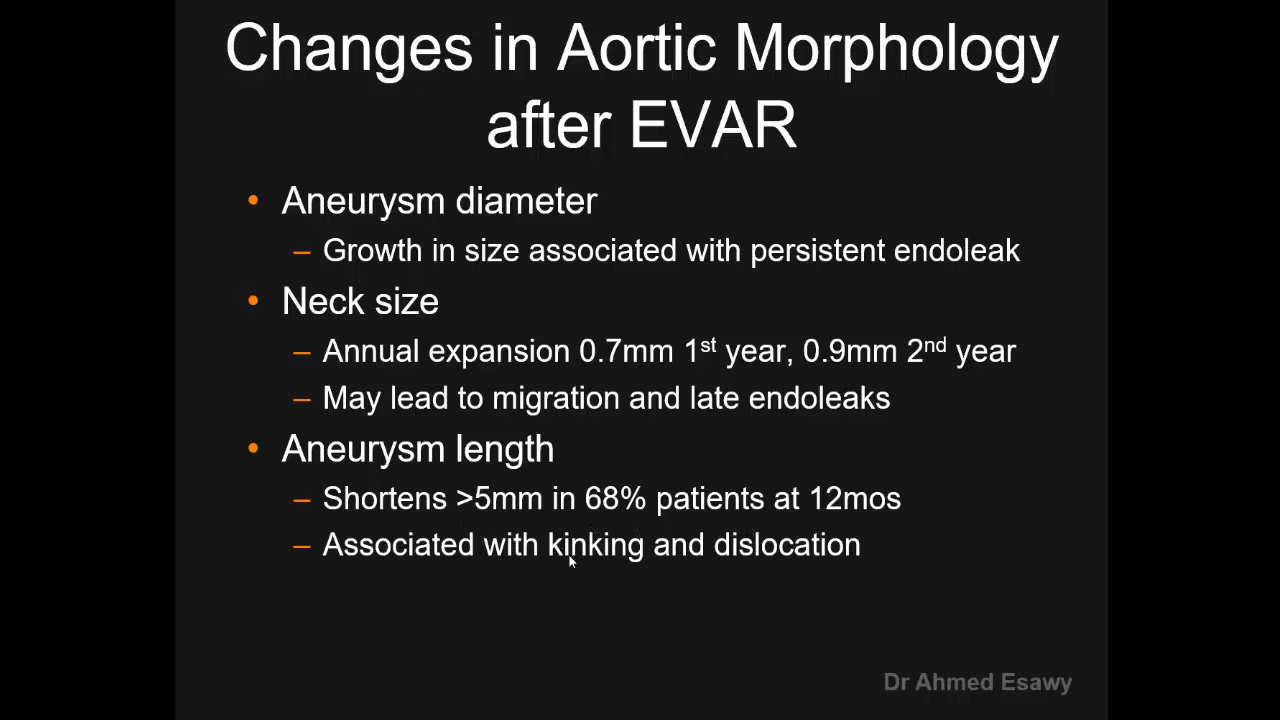 Changes in Aortic Morphology
after EVAR
• Aneurysm diameter
– Growth in size associated with persistent endoleak
• Neck size
– Annual expansion 0.7mm 1st year, 0.9mm 2nd year
– May lead to migration and late endoleaks
• Aneurysm length
– Shortens >5mm in 68% patients at 12mos
– Associated with kinking and dislocation
Dr Ahmed Esawy